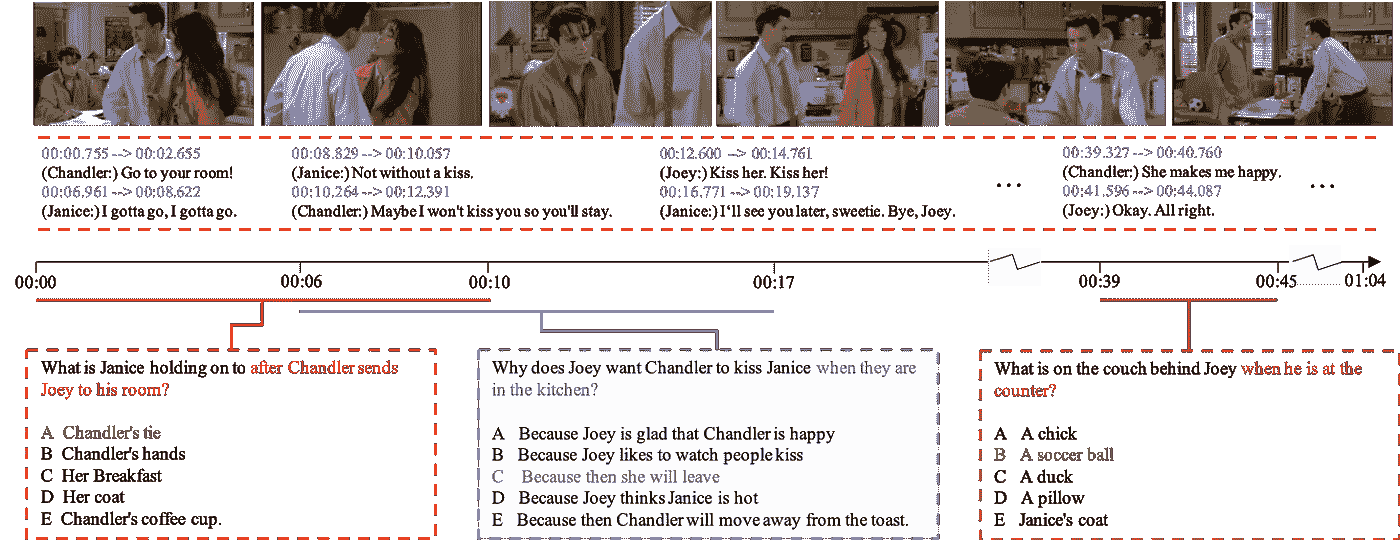 00:00.755 --> 00:02.655
(Chandler:) Go to your room!
00:06.961 --> 00:08.622
(Janice:) I gotta go, I gotta go.
00:08.829 --> 00:10.057
(Janice:) Not without a kiss.
00:10.264 --> 00:12.391
(Chandler:) Maybe I won't kiss you so you'll stay.
00:12.600 --> 00:14.761
(Joey:) Kiss her. Kiss her!
00:16.771 --> 00:19.137
(Janice:) I'll see you later, sweetie. Bye, Joey.
...
00:39.327 --> 00:40.760
(Chandler:) She makes me happy.
00:41.596 --> 00:44.087
(Joey:) Okay. All right.
...
00:00 00:06 00:10 00:17 00:39 00:45 01:04
What is Janice holding on to after Chandler sends
Joey to his room?
A Chandler's tie
B Chandler's hands
C Her Breakfast
D Her coat
E Chandler's coffee cup.
Why does Joey want Chandler to kiss Janice when they are
in the kitchen?
A Because Joey is glad that Chandler is happy
B Because Joey likes to watch people kiss
C Because then she will leave
D Because Joey thinks Janice is hot
E Because then Chandler will move away from the toast.
What is on the couch behind Joey when he is at the
counter?
A A chick
B A soccer ball
C A duck
D A pillow
E Janice's coat